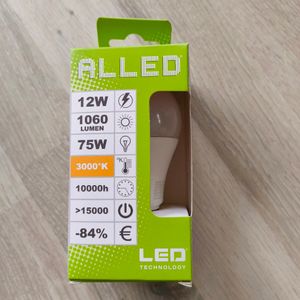 ALLED
12W
1060
LUMEN
75W
3000°K
°K
10000h
>15000
-84%
€
LED
TECHNOLOGY